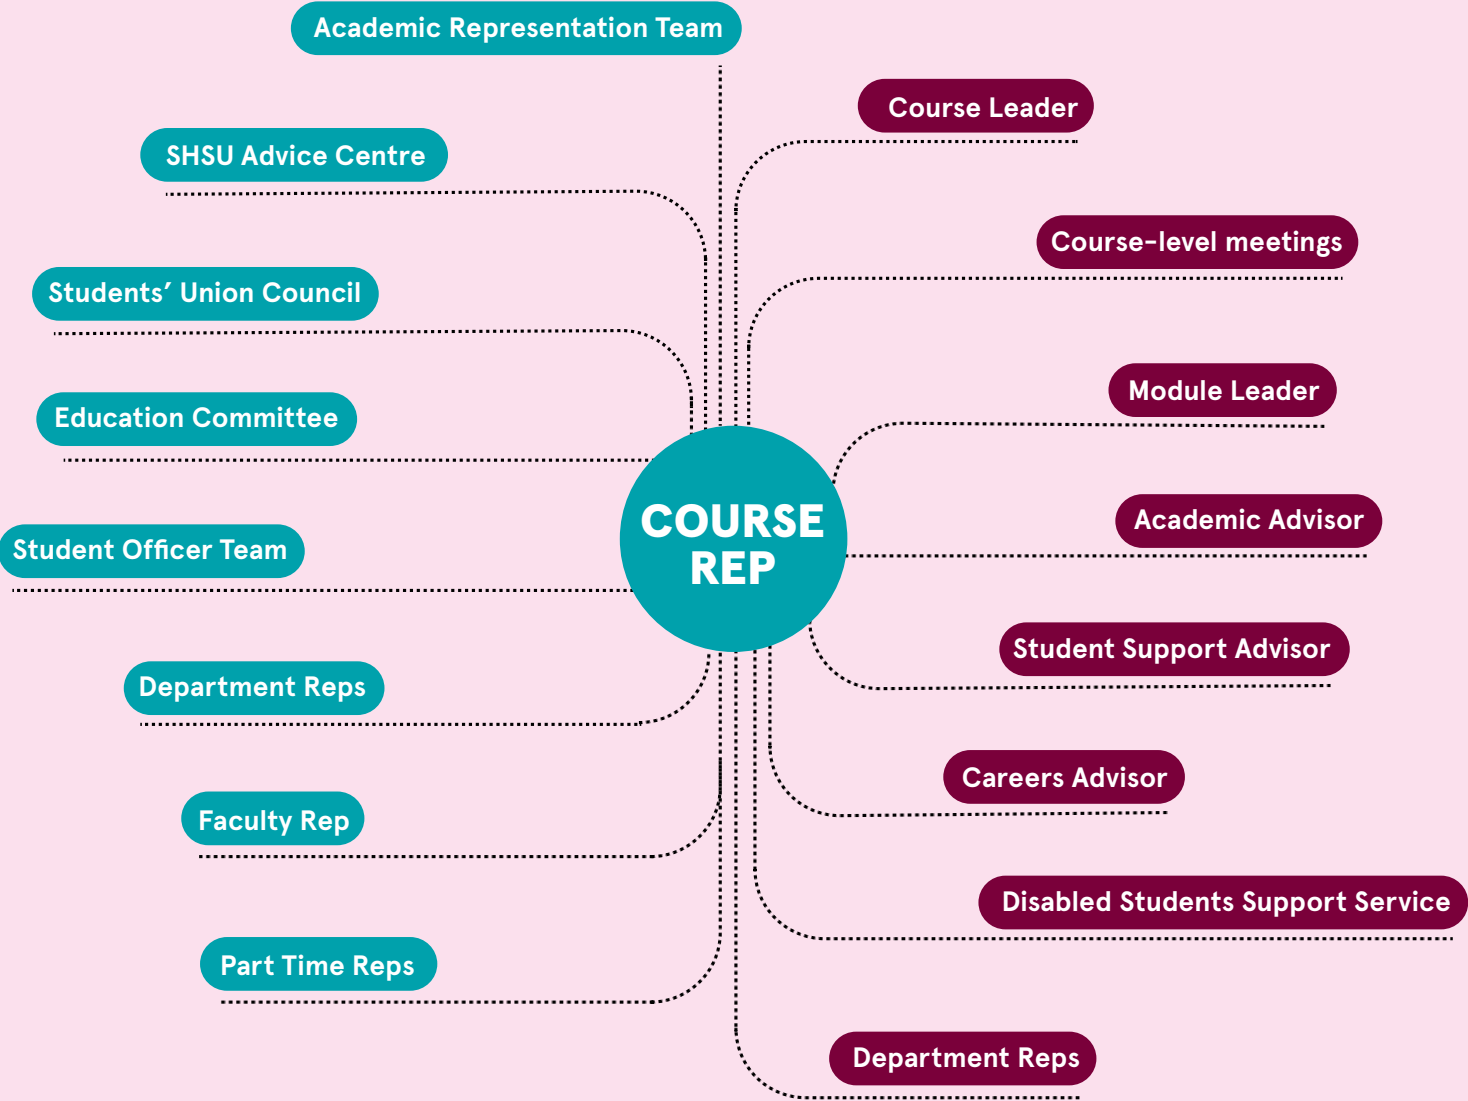 Academic Representation Team
Course Leader
SHSU Advice Centre
Course-level meetings
Students’ Union Council
Module Leader
Education Committee
COURSE
REP
Academic Advisor
Student Officer Team
Student Support Advisor
Department Reps
Careers Advisor
Faculty Rep
Disabled Students Support Service
Part Time Reps
Department Reps